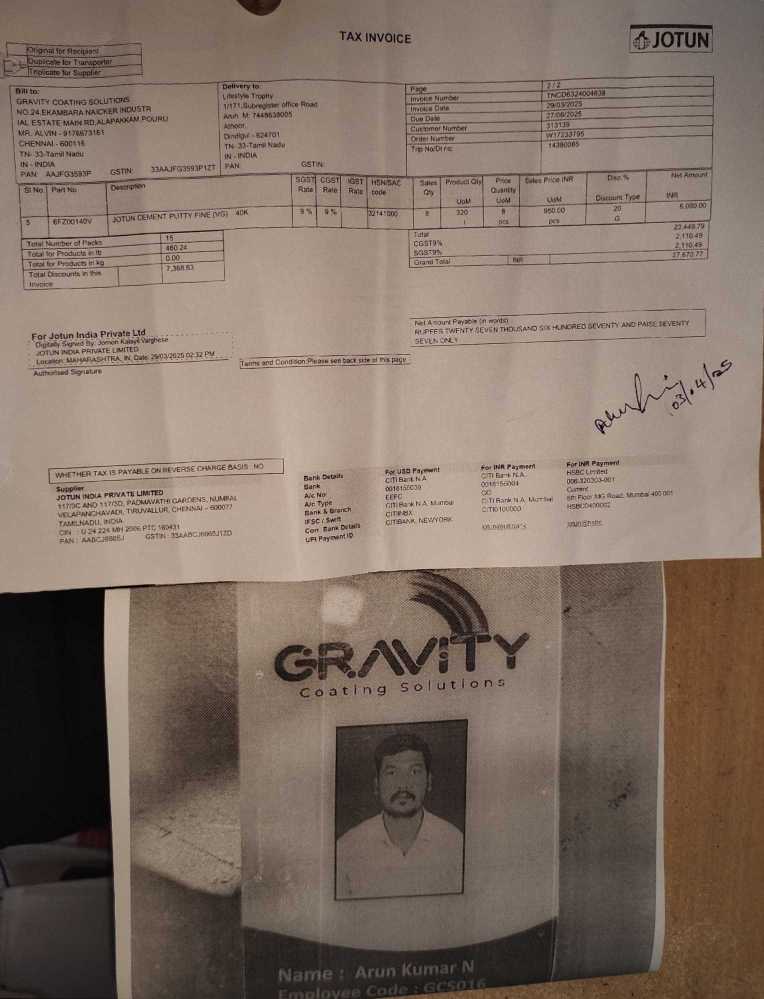 TAX INVOICE
JOTUN
Original for Recipient
Duplicate for Transporter
Triplicate for Supplier
Bill to:
GRAVITY COATING SOLUTIONS
NO.24,EKAMBARA NAICKER INDUSTR
IAL ESTATE MAIN RD,ALAPAKKAM,POURU
MR. ALVIN - 9176673161
CHENNAI - 600116
TN- 33-Tamil Nadu
IN - INDIA
PAN: AAJFG3593P GSTIN: 33AAJFG3593P1ZT
Delivery to:
Lifestyle Trophy
1/171,Subregister office Road
Arun M: 7448638005
Athoor,
Dindigul - 624701
TN- 33-Tamil Nadu
IN - INDIA
PAN: GSTIN:
Page 2 / 2
Invoice Number TNCD6324004638
Invoice Date 29/03/2025
Due Date 27/06/2025
Customer Number 313139
Order Number W17233795
Trip No/Dl no: 14380065
Sl No. Part No. Description SGST Rate CGST Rate IGST Rate HSN/SAC code Sales Qty Product Qty UoM Price Quantity UoM Sales Price INR UoM Disc.% Discount Type Net Amount INR
5 6FZ00140V JOTUN CEMENT PUTTY FINE (VG) 40K 9 % 9 % 32141000 8 320 8 950.00 20 6,080.00
l pcs pcs G
Total Number of Packs 15
Total for Products in ltr 460.24
Total for Products in kg 0.00
Total Discounts in this Invoice 7,368.63
Total 23,449.79
CGST9% 2,110.49
SGST9% 2,110.49
Grand Total INR 27,670.77
Net Amount Payable (in words)
RUPEES TWENTY SEVEN THOUSAND SIX HUNDRED SEVENTY AND PAISE SEVENTY
SEVEN ONLY
For Jotun India Private Ltd
Digitally Signed By: Jomon Kalayil Varghese
JOTUN INDIA PRIVATE LIMITED
Location: MAHARASHTRA, IN, Date: 29/03/2025 02:32 PM
Authorised Signature
Terms and Condition:Please see back side of this page
03/04/25
WHETHER TAX IS PAYABLE ON REVERSE CHARGE BASIS : NO
Supplier
JOTUN INDIA PRIVATE LIMITED
117/3C AND 117/3D, PADMAVATHI GARDENS, NUMBAL
VELAPANCHAVADI, TIRUVALLUR, CHENNAI - 600077
TAMILNADU, INDIA
CIN : U 24 224 MH 2005 PTC 160431
Bank Details For USD Payment For INR Payment For INR Payment
Bank CITI Bank N.A. CITI Bank N.A. HSBC Limited
A/c No 006-320303-001
A/c Type EEFC Current
Bank & Branch CITI Bank N.A. Mumbai CITI Bank N.A, Mumbai 6th Floor,MG Road, Mumbai 400 001
IFSC / Swift CITIINBX CITI0100000 HSBC0400002
Corr. Bank Details CITIBANK, NEWYORK
UPI Payment ID
GRAVITY
Coating Solutions
Name : Arun Kumar N
Employee Code : GCS016